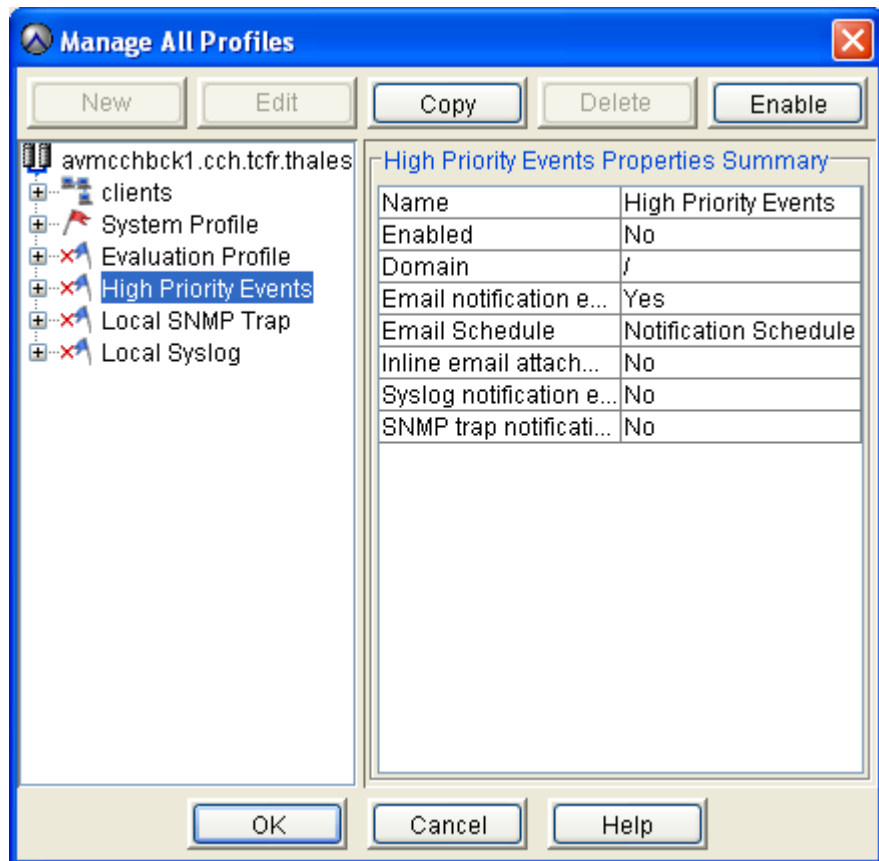 Manage All Profiles
New Edit Copy Delete Enable
avmcchbck1.cch.tcfr.thales
clients
System Profile
Evaluation Profile
High Priority Events
Local SNMP Trap
Local Syslog
High Priority Events Properties Summary
Name High Priority Events
Enabled No
Domain /
Email notification e... Yes
Email Schedule Notification Schedule
Inline email attach... No
Syslog notification e... No
SNMP trap notificati... No
OK Cancel Help